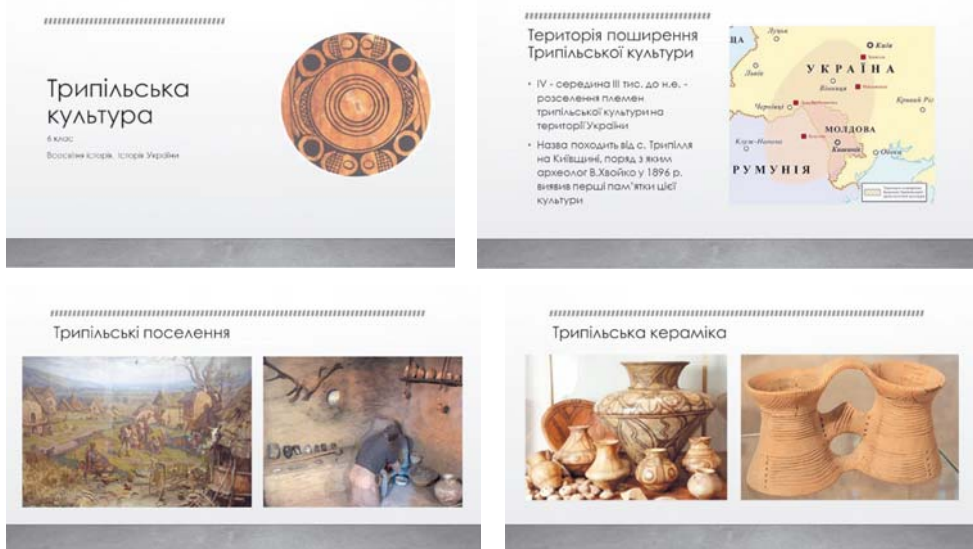 Трипільська
культура
6 клас
Всесвітня історія. Історія України
Територія поширення
Трипільської культури
• IV - середина III тис. до н.е. -
розселення племен
трипільської культури на
території України
• Назва походить від с. Трипілля
на Київщині, поряд з яким
археолог В.Хвойко у 1896 р.
виявив перші пам'ятки цієї
культури
Луцьк
Київ
Львів
УКРАЇНА
Вінниця
Чернівці
Кривий Ріг
МОЛДОВА
Клуж-Напока
Кишинів
Одеса
РУМУНІЯ
Трипільські поселення
Трипільська кераміка